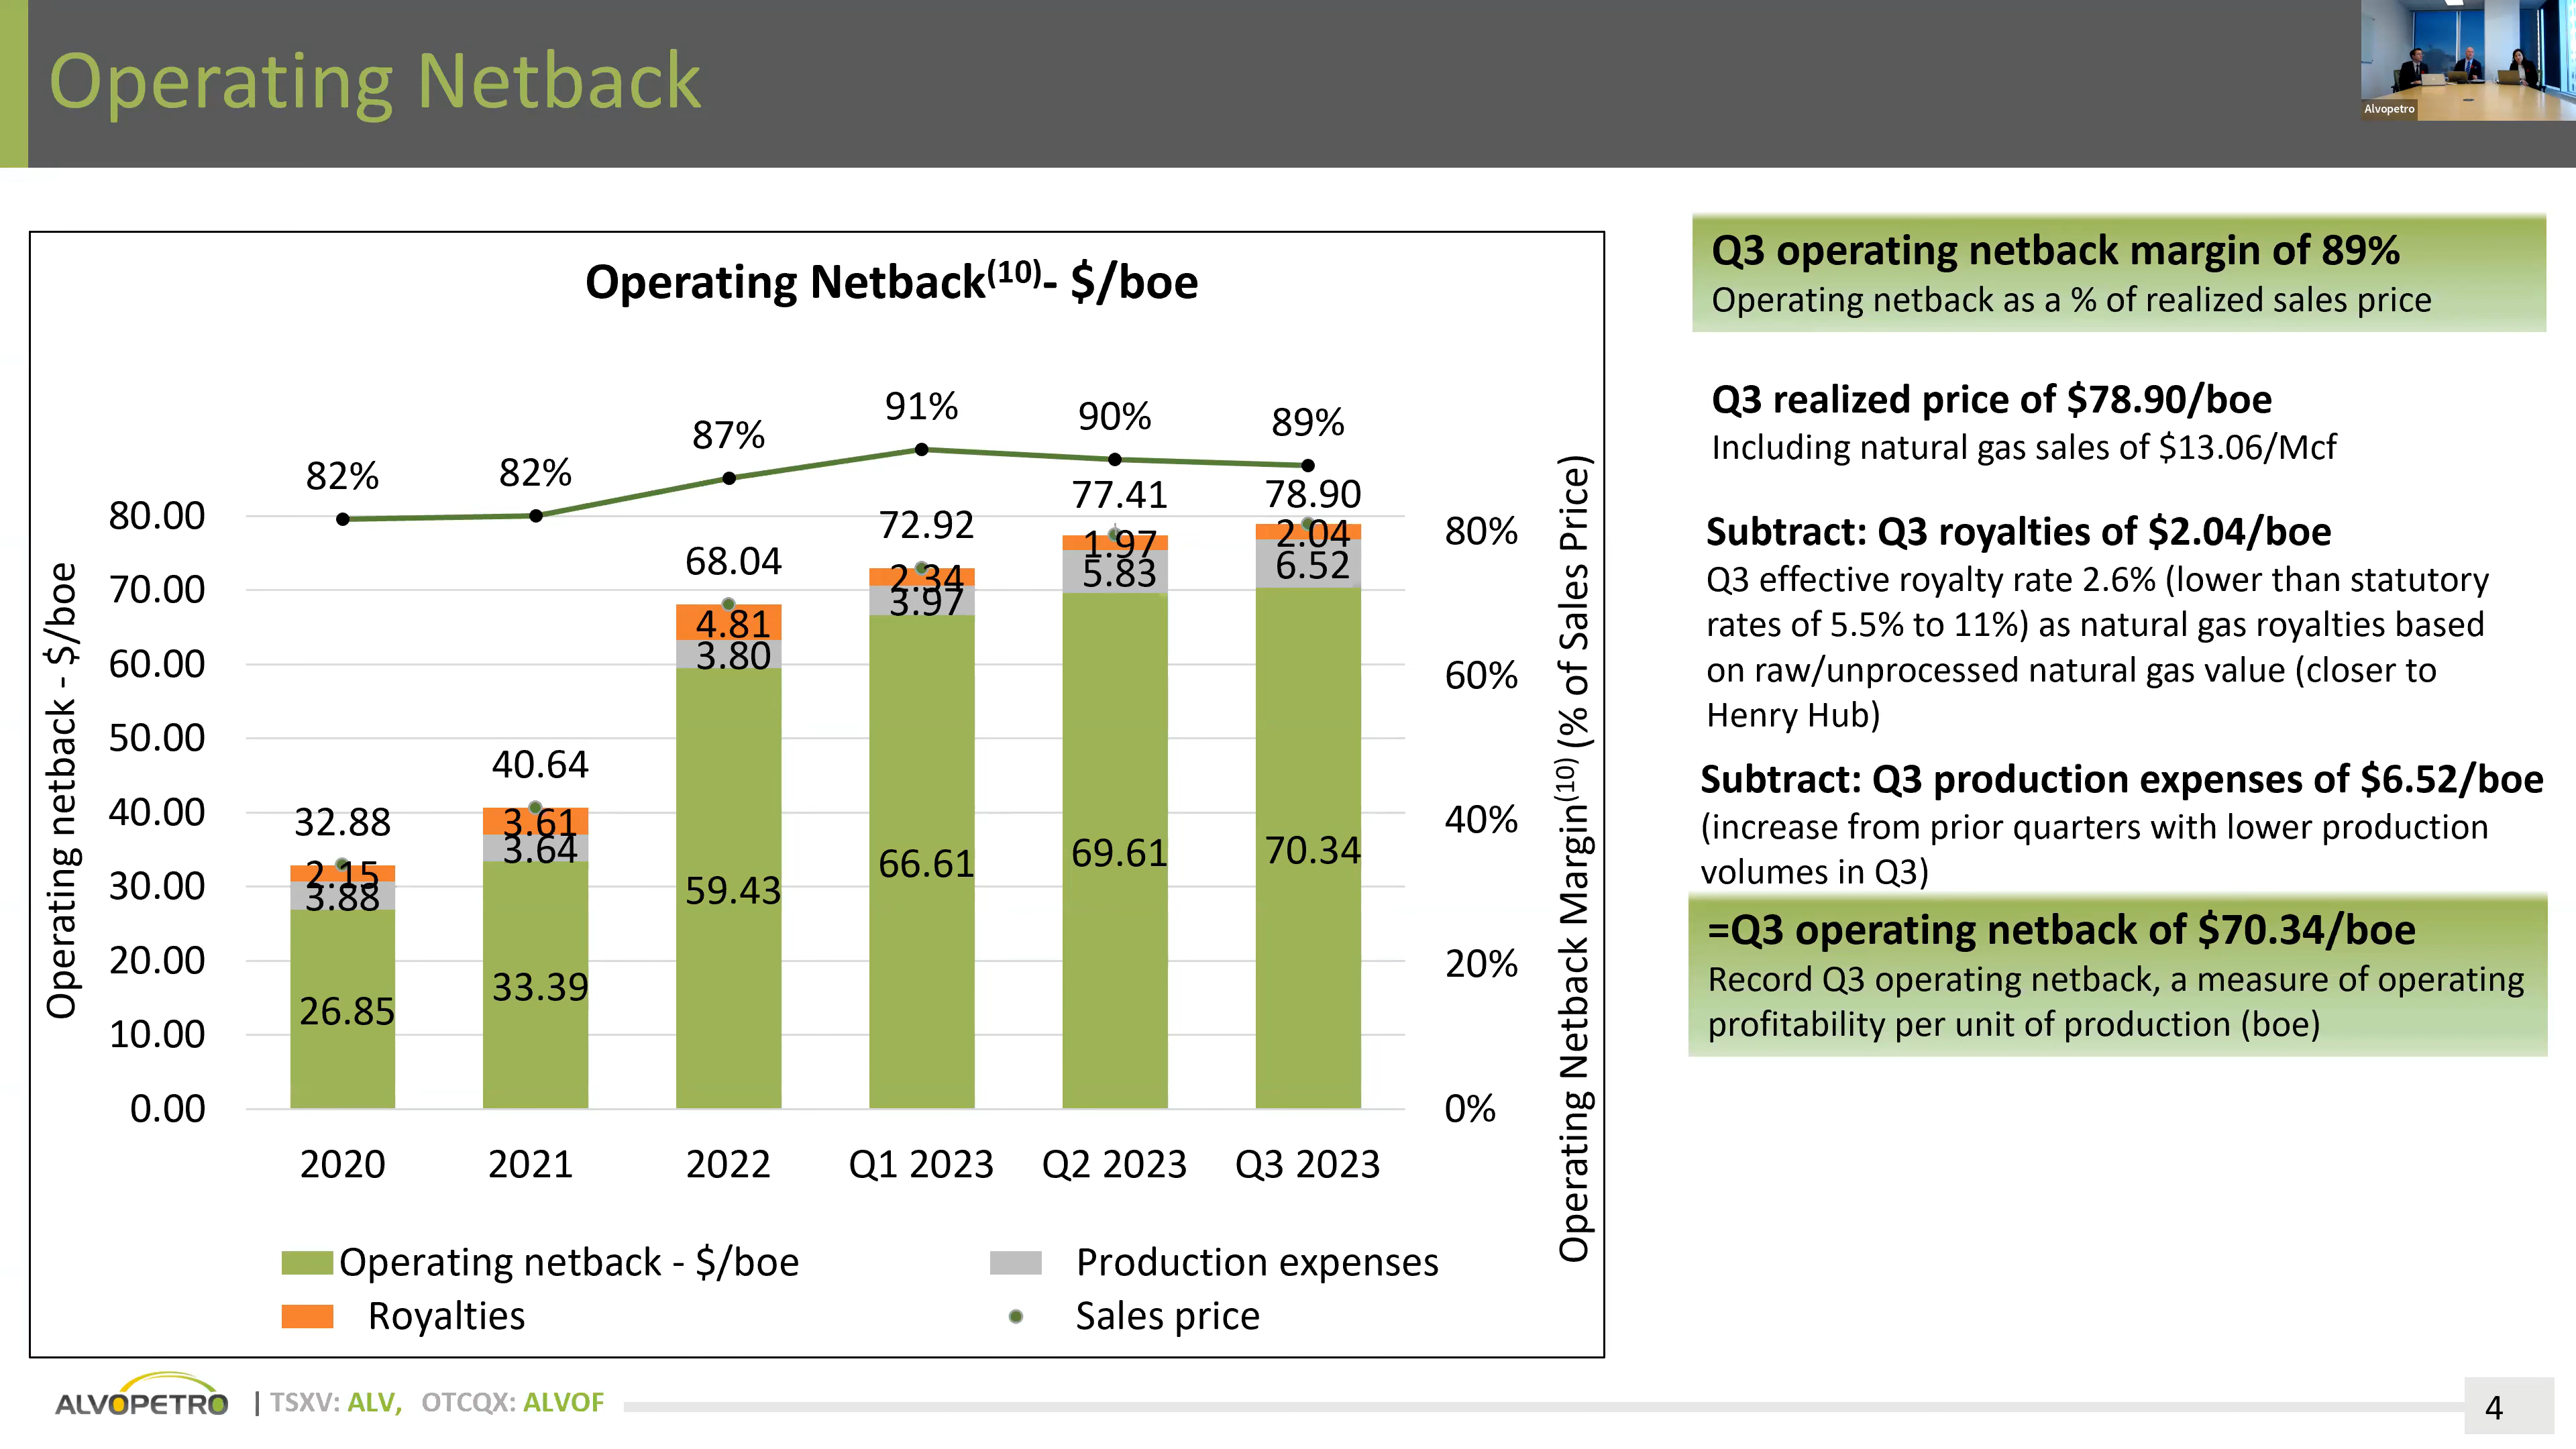 Operating Netback
Alvopetro
Operating Netback(10)- $/boe
91%
90%
89%
87%
82%
82%
80.00
70.00
60.00
50.00
40.00
30.00
20.00
10.00
0.00
Operating netback - $/boe
32.88
2.15
3.88
26.85
40.64
3.61
3.64
33.39
68.04
4.81
3.80
59.43
72.92
2.34
3.97
66.61
77.41
1.97
5.83
69.61
78.90
2.04
6.52
70.34
80%
60%
40%
20%
0%
Operating Netback Margin(10) (% of Sales Price)
2020 2021 2022 Q1 2023 Q2 2023 Q3 2023
Operating netback - $/boe
Production expenses
Royalties
Sales price
Q3 operating netback margin of 89%
Operating netback as a % of realized sales price
Q3 realized price of $78.90/boe
Including natural gas sales of $13.06/Mcf
Subtract: Q3 royalties of $2.04/boe
Q3 effective royalty rate 2.6% (lower than statutory
rates of 5.5% to 11%) as natural gas royalties based
on raw/unprocessed natural gas value (closer to
Henry Hub)
Subtract: Q3 production expenses of $6.52/boe
(increase from prior quarters with lower production
volumes in Q3)
=Q3 operating netback of $70.34/boe
Record Q3 operating netback, a measure of operating
profitability per unit of production (boe)
ALVOPETRO | TSXV: ALV, OTCQX: ALVOF
4